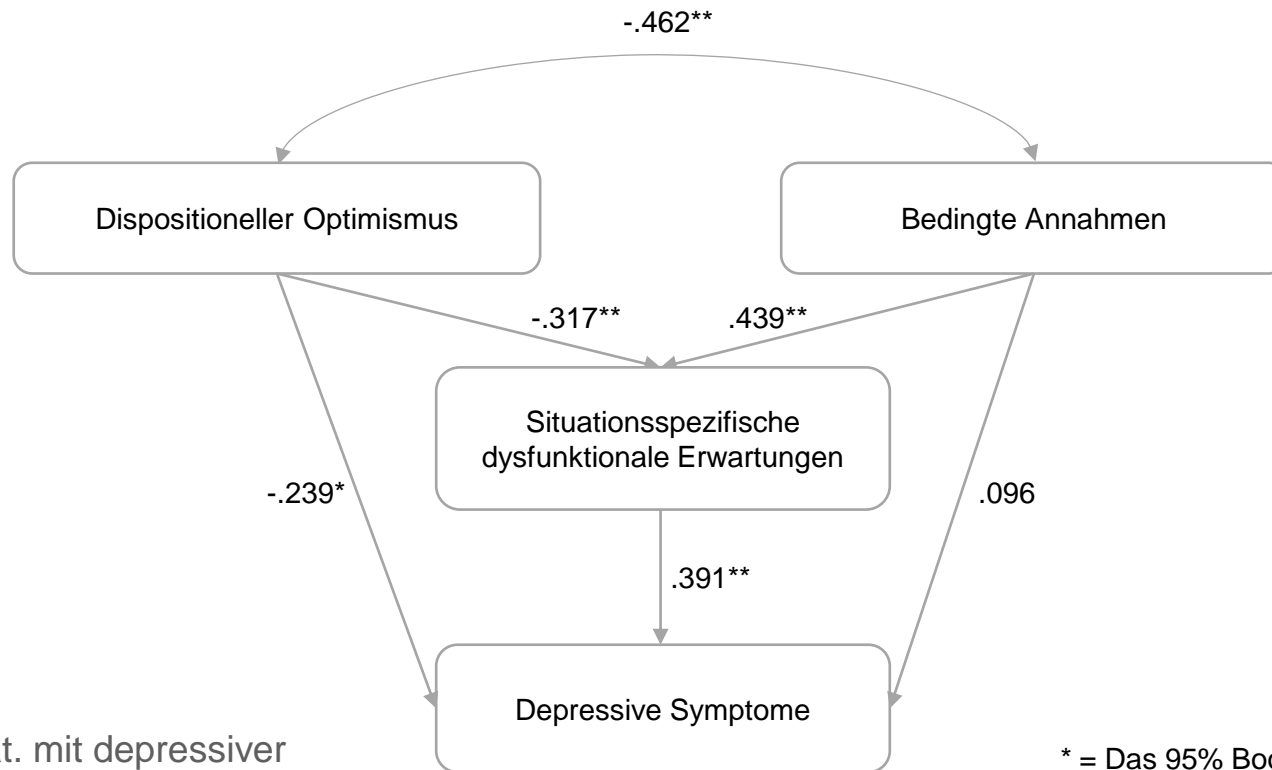 -.462**
Dispositioneller Optimismus
Bedingte Annahmen
-.317**
.439**
Situationsspezifische
dysfunktionale Erwartungen
-.239*
.096
.391**
Depressive Symptome
t. mit depressiver
* = Das 95% Boo